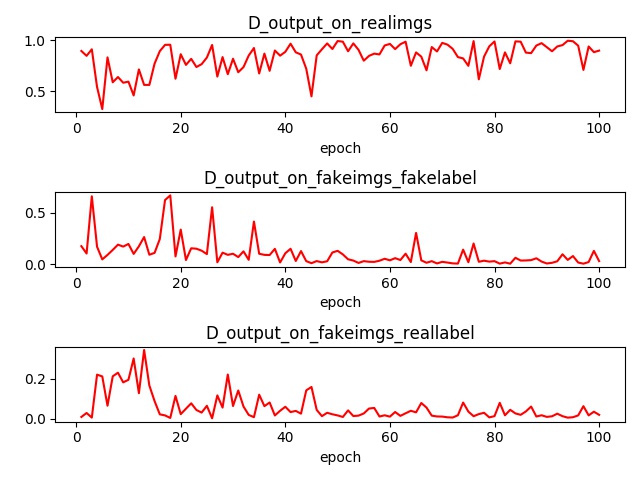 D_output_on_realimgs
1.0
0.5
0 20 40 60 80 100
epoch
D_output_on_fakeimgs_fakelabel
0.5
0.0
0 20 40 60 80 100
epoch
D_output_on_fakeimgs_reallabel
0.2
0.0
0 20 40 60 80 100
epoch